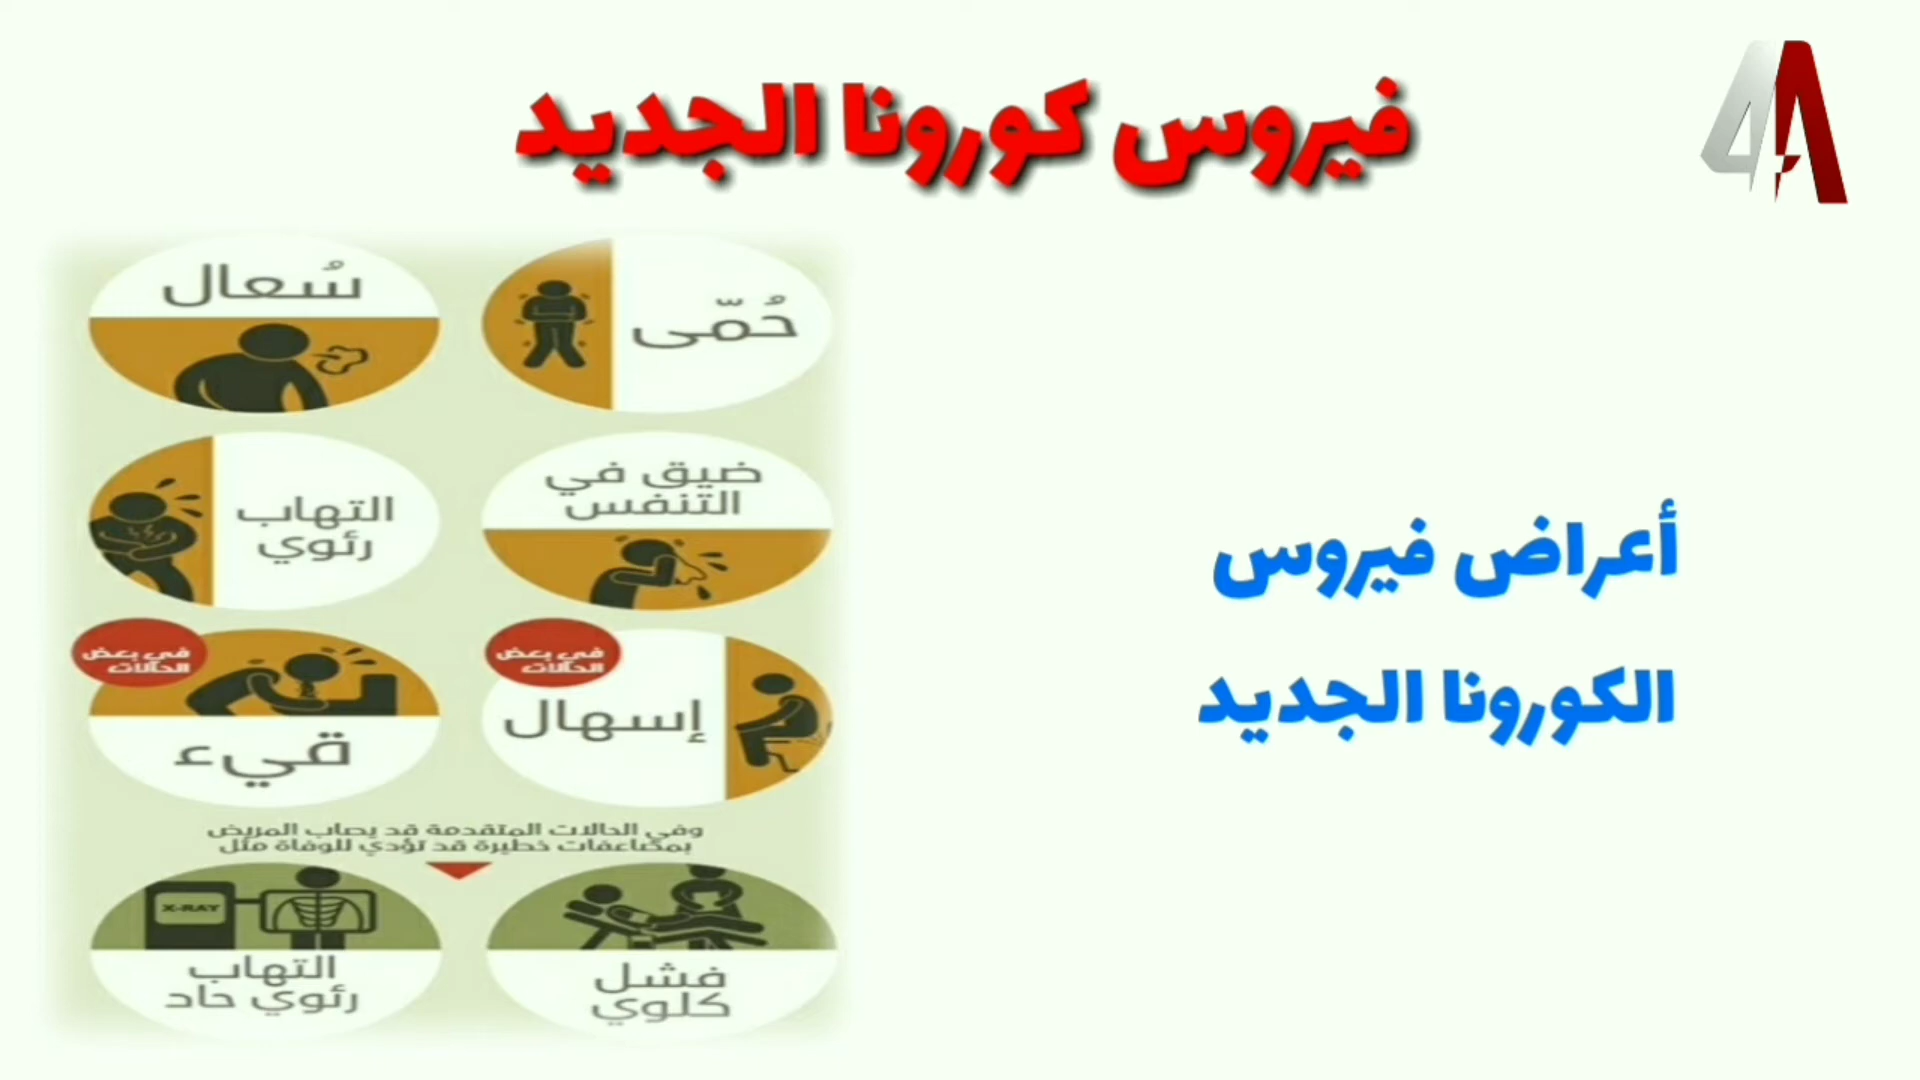 فيروس كورونا الجديد
أعراض فيروس
الكورونا الجديد
حُمّى
سُعال
ضيق في
التنفس
التهاب
رئوي
في بعض
الحالات
إسهال
في بعض
الحالات
قيء
وفي الحالات المتقدمة قد يصاب المريض
بمضاعفات خطيرة قد تؤدي للوفاة مثل
فشل
كلوي
X-RAY
التهاب
رئوي حاد